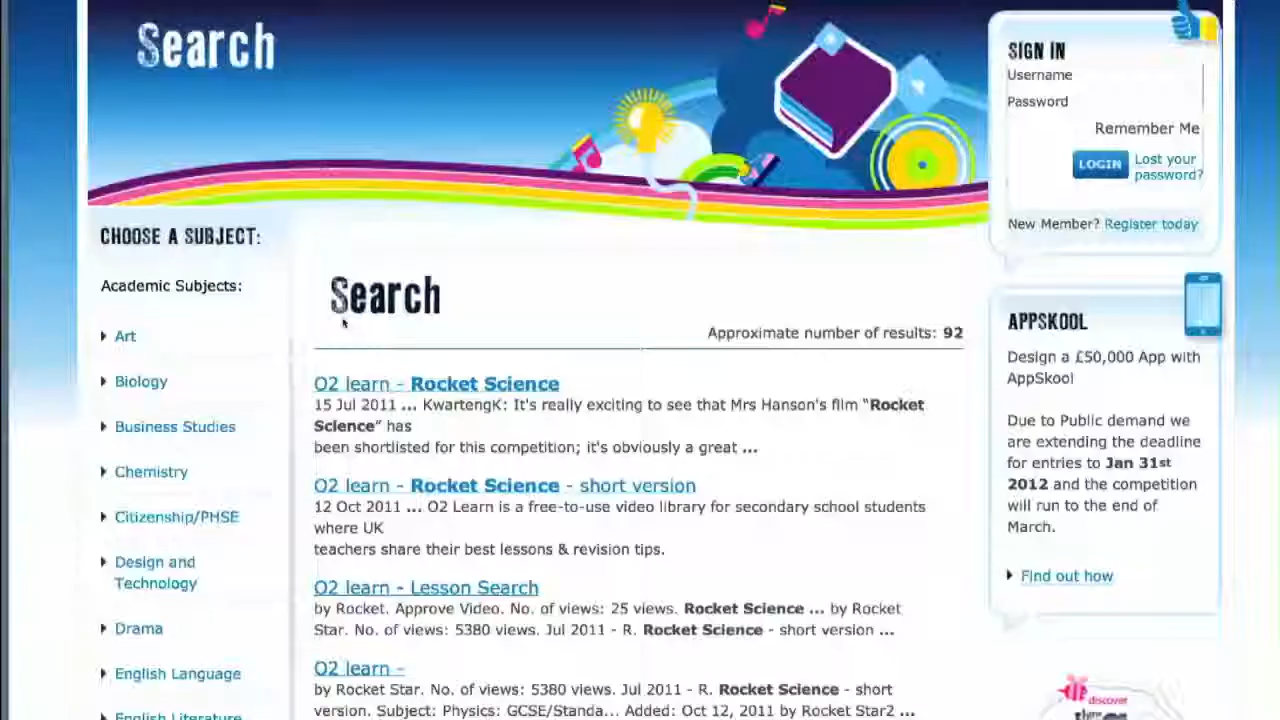 Search
SIGN IN
Username
Password
Remember Me
LOGIN
Lost your
password?
New Member? Register today
CHOOSE A SUBJECT:
Academic Subjects:
Art
Biology
Business Studies
Chemistry
Citizenship/PHSE
Design and
Technology
Drama
English Language
English Literature
Search
Approximate number of results: 92
O2 learn - Rocket Science
15 Jul 2011 ... KwartengK: It's really exciting to see that Mrs Hanson's film "Rocket
Science" has
been shortlisted for this competition; it's obviously a great ...
O2 learn - Rocket Science - short version
12 Oct 2011 ... O2 Learn is a free-to-use video library for secondary school students
where UK
teachers share their best lessons & revision tips.
O2 learn - Lesson Search
by Rocket. Approve Video. No. of views: 25 views. Rocket Science ... by Rocket
Star. No. of views: 5380 views. Jul 2011 - R. Rocket Science - short version ...
O2 learn -
by Rocket Star. No. of views: 5380 views. Jul 2011 - R. Rocket Science - short
version. Subject: Physics: GCSE/Standa... Added: Oct 12, 2011 by Rocket Star2 ...
APPSKOOL
Design a £50,000 App with
AppSkool
Due to Public demand we
are extending the deadline
for entries to Jan 31st
2012 and the competition
will run to the end of
March.
Find out how
discover